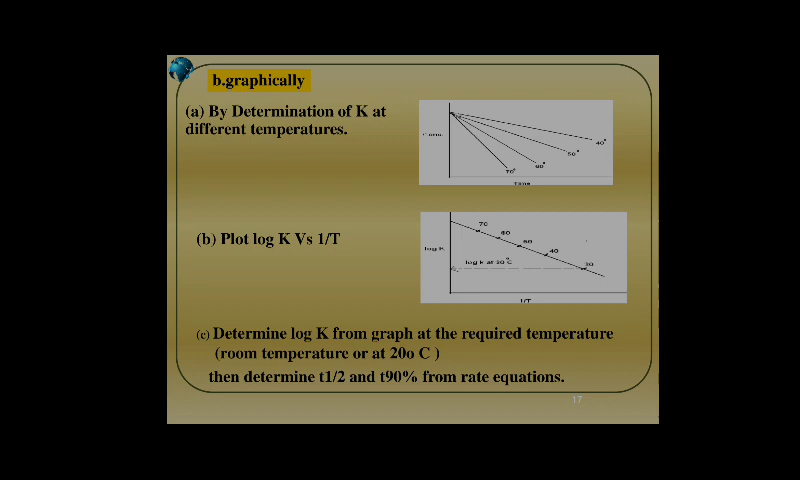 b.graphically
(a) By Determination of K at
different temperatures.
Conc.
40°
50°
60°
70°
Time
(b) Plot log K Vs 1/T
70
60
log K
40
log k at 20°C
1/T
(c) Determine log K from graph at the required temperature
(room temperature or at 20o C )
then determine t1/2 and t90% from rate equations.
17